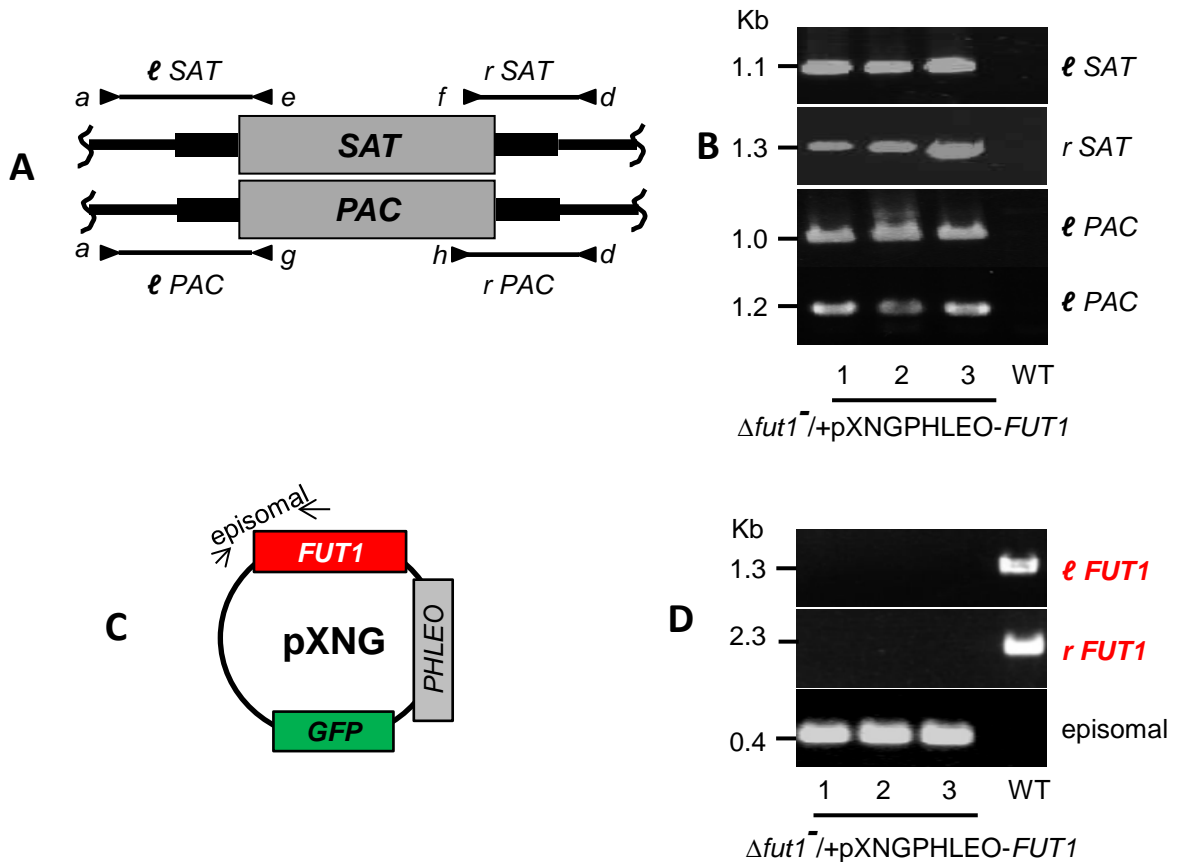 A
ℓ SAT
r SAT
a e f d
SAT
PAC
a g h d
ℓ PAC
r PAC
B
Kb
1.1 ℓ SAT
1.3 r SAT
1.0 ℓ PAC
1.2 ℓ PAC
1 2 3 WT
Δfut1⁻/+pXNGPHLEO-FUT1
C
episomal
FUT1
pXNG
PHLEO
GFP
D
Kb
1.3 ℓ FUT1
2.3 r FUT1
0.4 episomal
1 2 3 WT
Δfut1⁻/+pXNGPHLEO-FUT1